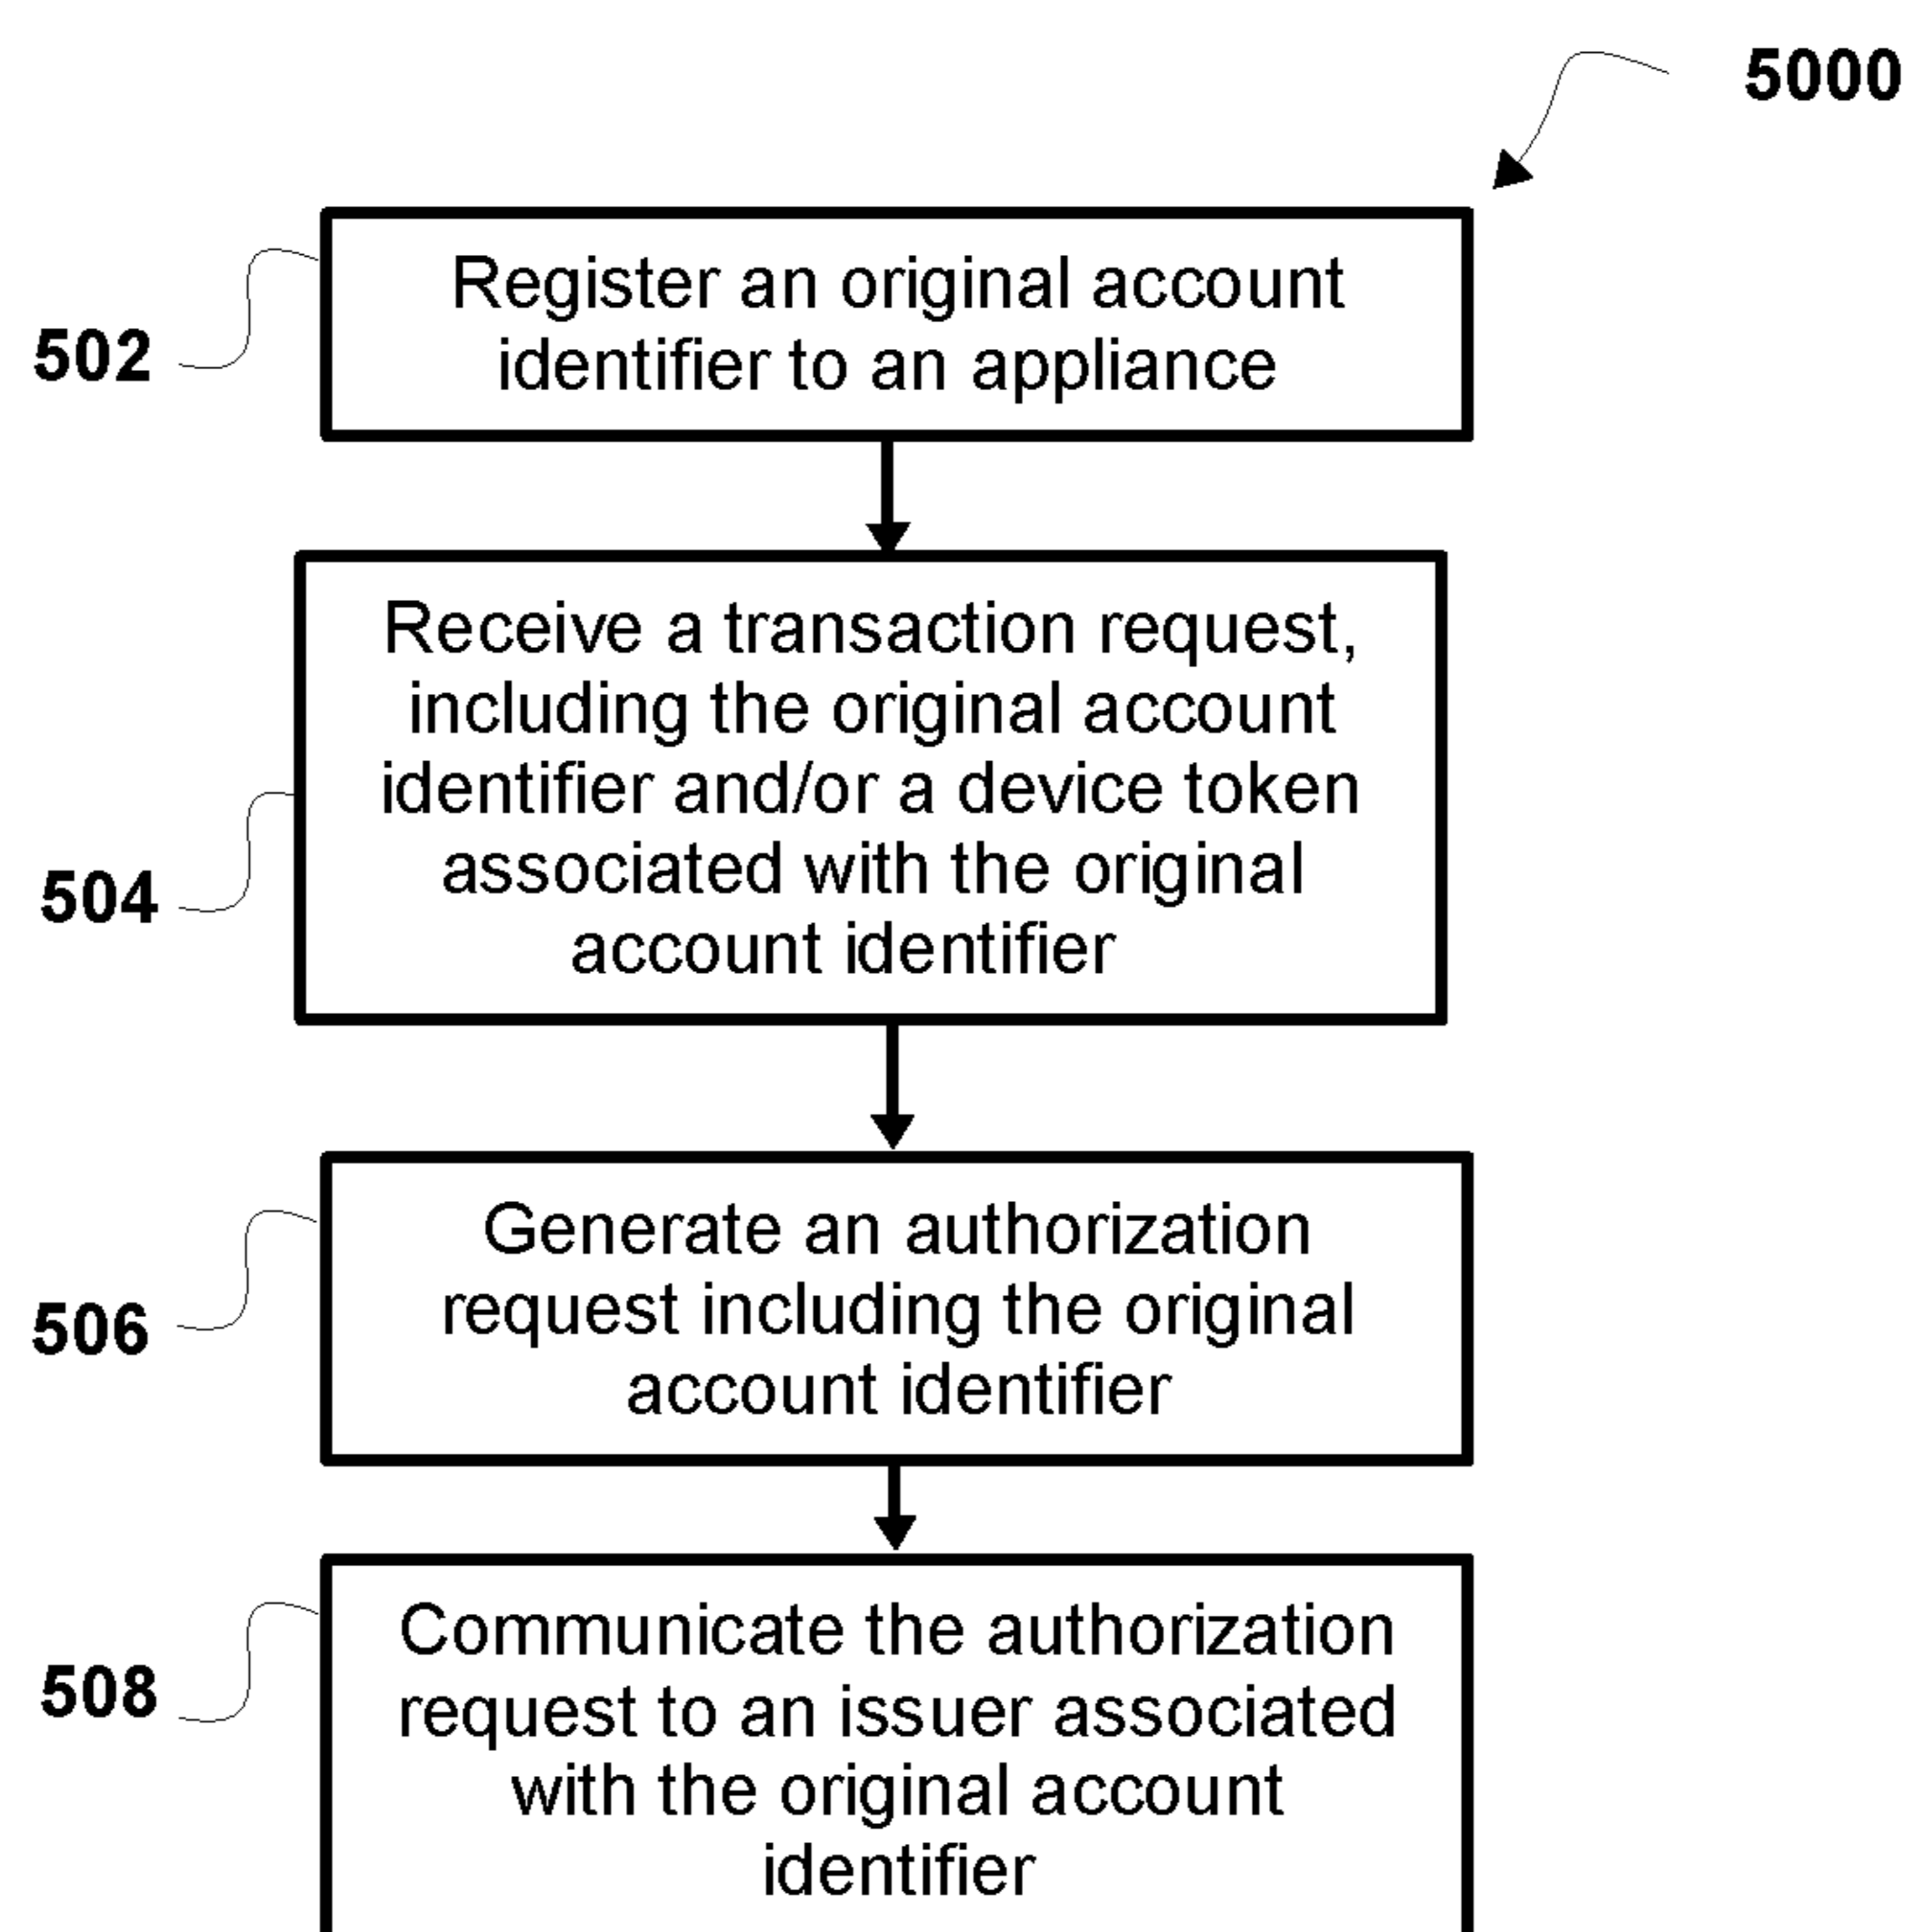 5000
Register an original account
identifier to an appliance
502
Receive a transaction request,
including the original account
identifier and/or a device token
associated with the original
account identifier
504
Generate an authorization
request including the original
account identifier
506
Communicate the authorization
request to an issuer associated
with the original account
identifier
508